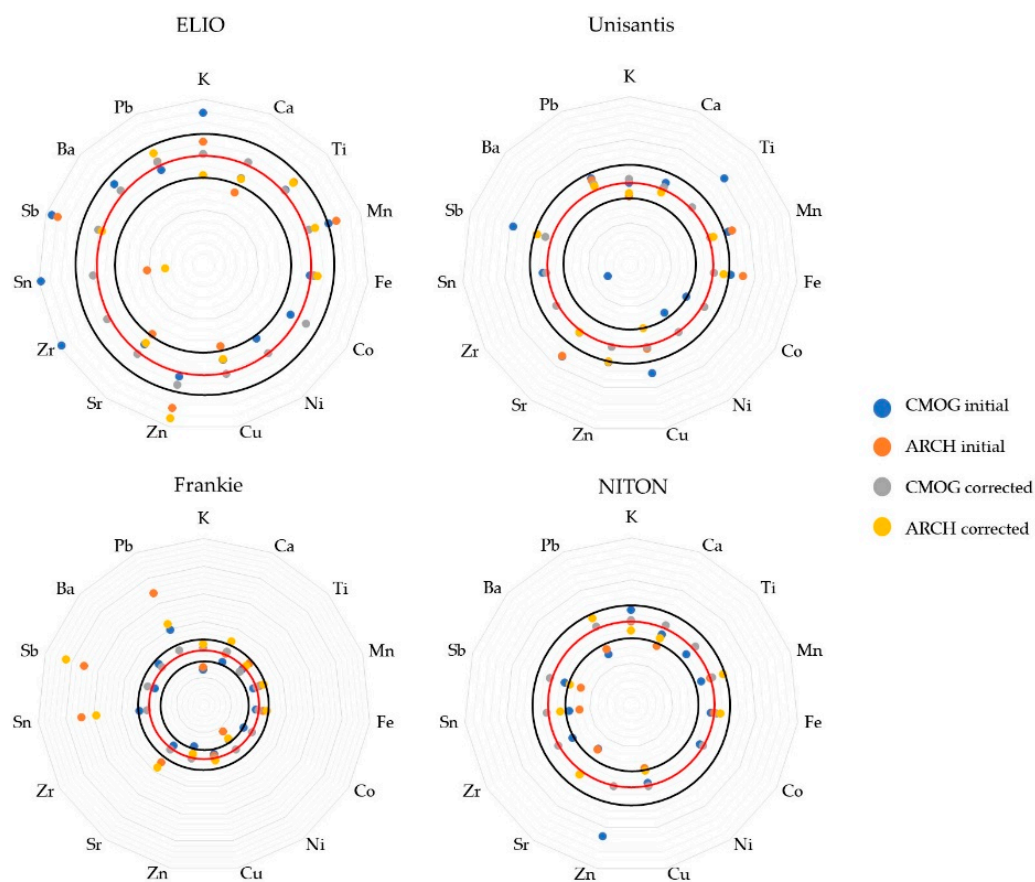 ELIO
K
Ca
Ti
Mn
Fe
Co
Ni
Cu
Zn
Sr
Zr
Sn
Sb
Ba
Pb
Unisantis
K
Ca
Ti
Mn
Fe
Co
Ni
Cu
Zn
Sr
Zr
Sn
Sb
Ba
Pb
CMOG initial
ARCH initial
CMOG corrected
ARCH corrected
Frankie
K
Ca
Ti
Mn
Fe
Co
Ni
Cu
Zn
Sr
Zr
Sn
Sb
Ba
Pb
NITON
K
Ca
Ti
Mn
Fe
Co
Ni
Cu
Zn
Sr
Zr
Sn
Sb
Ba
Pb